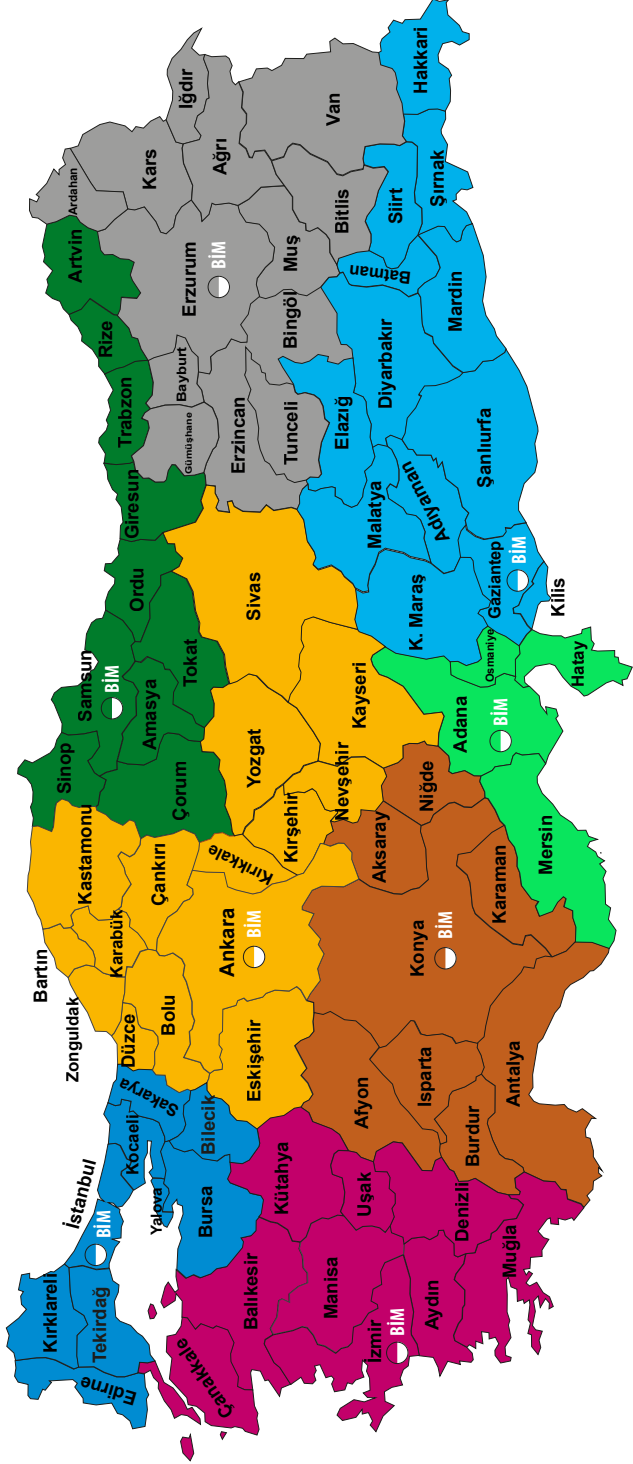 Kırklareli
Edirne
Tekirdağ
İstanbul
BİM
Kocaeli
Yalova
Sakarya
Bilecik
Bursa
Çanakkale
Balıkesir
Kütahya
Manisa
Uşak
İzmir
BİM
Aydın
Denizli
Muğla
Bartın
Zonguldak
Karabük
Kastamonu
Düzce
Bolu
Çankırı
Ankara
BİM
Kırıkkale
Eskişehir
Kırşehir
Yozgat
Nevşehir
Kayseri
Sivas
Sinop
Samsun
BİM
Amasya
Çorum
Tokat
Ordu
Giresun
Trabzon
Rize
Artvin
Ardahan
Kars
Iğdır
Ağrı
Erzurum
BİM
Bayburt
Gümüşhane
Erzincan
Tunceli
Bingöl
Muş
Bitlis
Van
Hakkari
Şırnak
Siirt
Batman
Mardin
Diyarbakır
Elazığ
Malatya
Adıyaman
Şanlıurfa
K. Maraş
Gaziantep
BİM
Kilis
Osmaniye
Hatay
Adana
BİM
Mersin
Niğde
Aksaray
Konya
BİM
Karaman
Afyon
Isparta
Burdur
Antalya